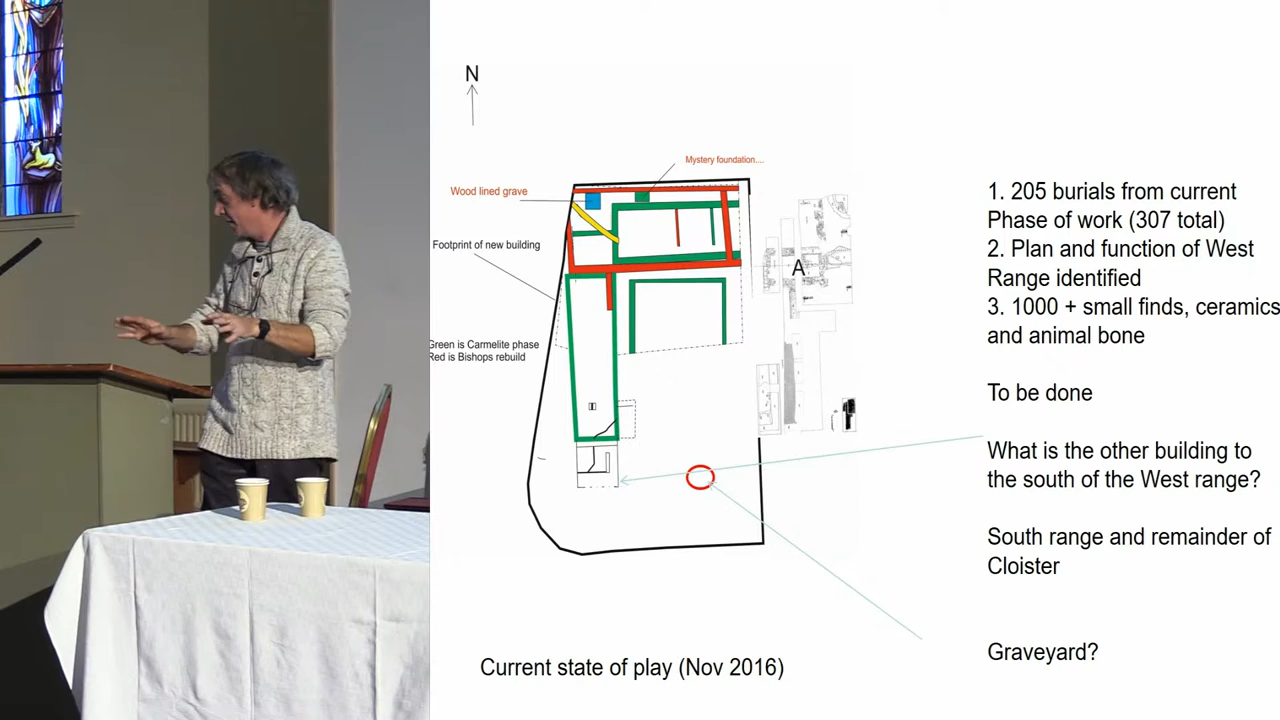 N
Mystery foundation....
Wood lined grave
Footprint of new building
A
Green is Carmelite phase
Red is Bishops rebuild
1. 205 burials from current
Phase of work (307 total)
2. Plan and function of West
Range identified
3. 1000 + small finds, ceramics
and animal bone
To be done
What is the other building to
the south of the West range?
South range and remainder of
Cloister
Graveyard?
Current state of play (Nov 2016)